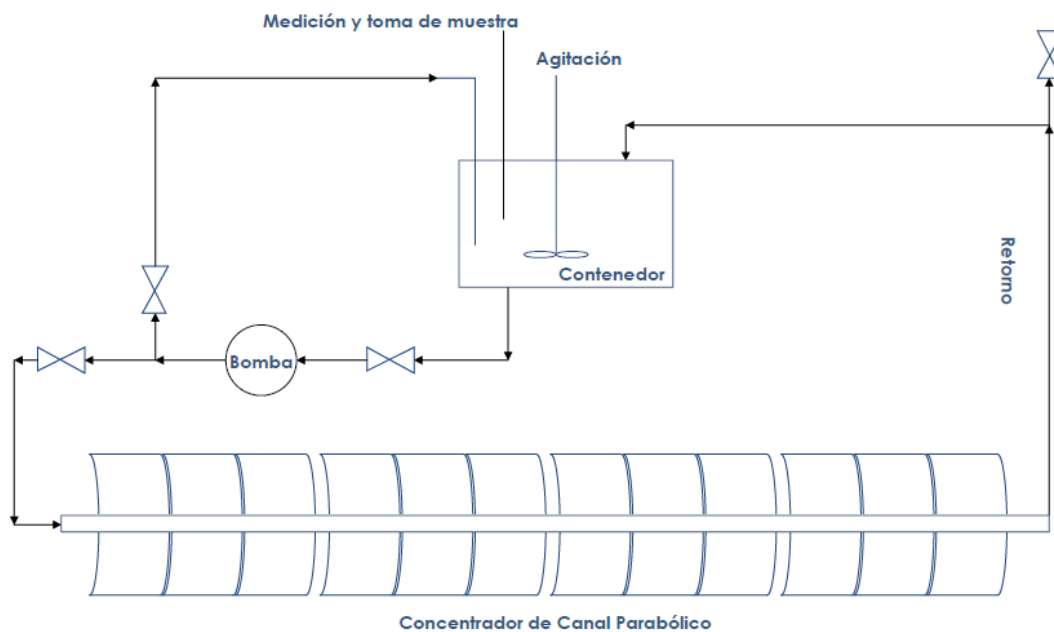 Medición y toma de muestra
Agitación
Retorno
Contenedor
Bomba
Concentrador de Canal Parabólico